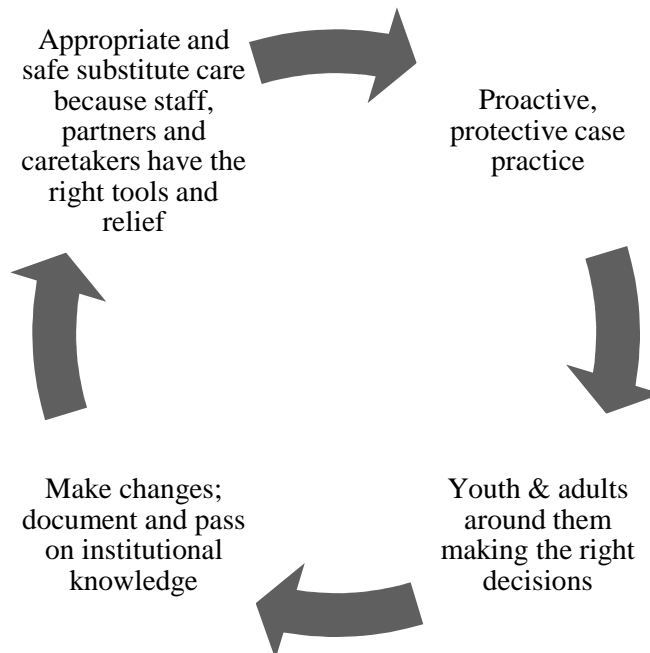 Appropriate and
safe substitute care
because staff,
partners and
caretakers have the
right tools and
relief
Proactive,
protective case
practice
Youth & adults
around them
making the right
decisions
Make changes;
document and pass
on institutional
knowledge